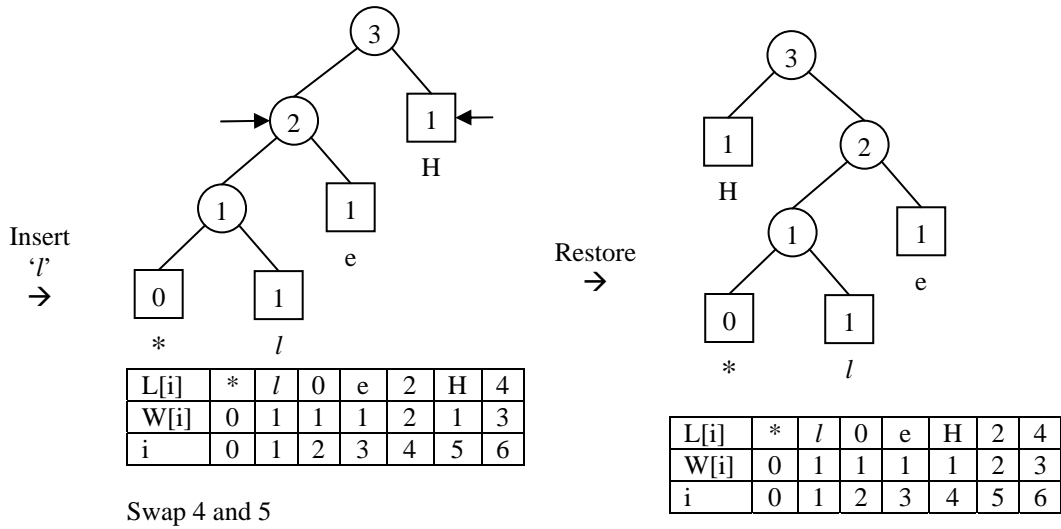 3
3
2
1
H
1
H
2
1
1
e
1
1
e
Insert
‘l’
→
Restore
→
0
*
1
l
0
*
1
l
L[i] * l 0 e 2 H 4
W[i] 0 1 1 1 2 1 3
i 0 1 2 3 4 5 6
L[i] * l 0 e H 2 4
W[i] 0 1 1 1 1 2 3
i 0 1 2 3 4 5 6
Swap 4 and 5